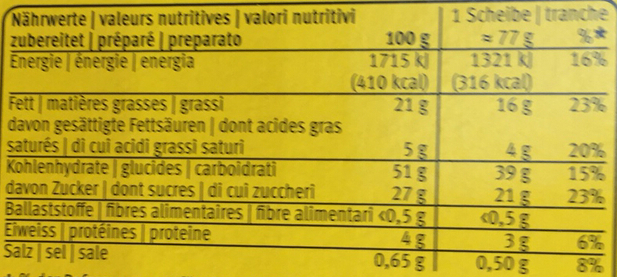 Nährwerte | valeurs nutritives | valori nutritivi 1 Scheibe | tranche
zubereitet | préparé | preparato 100 g ≈ 77 g %*
Energie | énergie | energia 1715 kJ 1321 kJ 16%
(410 kcal) (316 kcal)
Fett | matières grasses | grassi 21 g 16 g 23%
davon gesättigte Fettsäuren | dont acides gras
saturés | di cui acidi grassi saturi 5 g 4 g 20%
Kohlenhydrate | glucides | carboidrati 51 g 39 g 15%
davon Zucker | dont sucres | di cui zuccheri 27 g 21 g 23%
Ballaststoffe | fibres alimentaires | fibre alimentari <0,5 g <0,5 g
Eiweiss | protéines | proteine 4 g 3 g 6%
Salz | sel | sale 0,65 g 0,50 g 8%